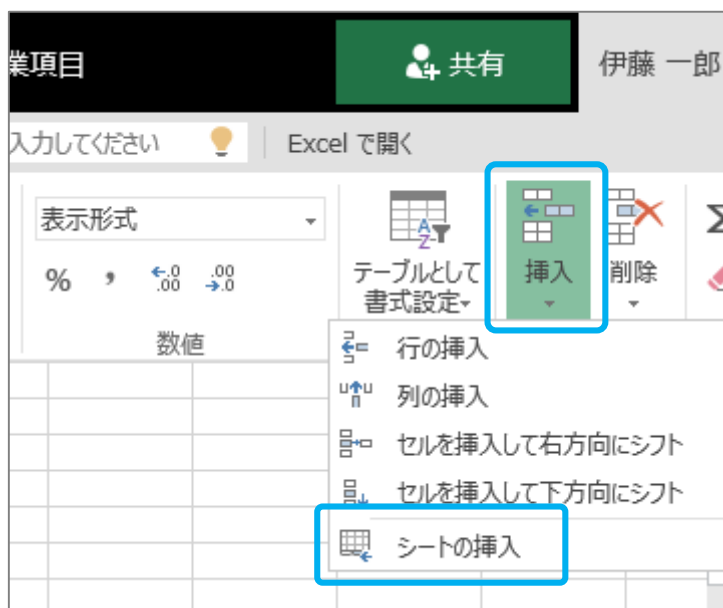 業項目
共有
伊藤 一郎
入力してください
Excel で開く
表示形式
% , ←.0 .00 .00 →.0
テーブルとして
書式設定
挿入
削除
Σ
数値
行の挿入
列の挿入
セルを挿入して右方向にシフト
セルを挿入して下方向にシフト
シートの挿入